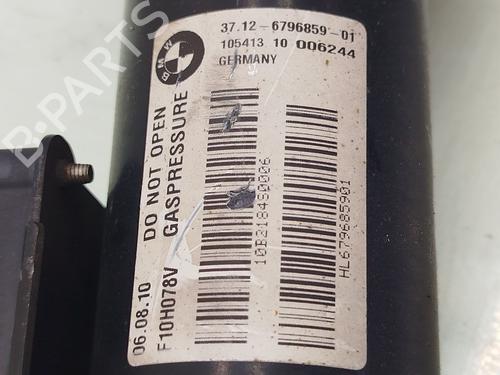 BMW
37.12-6796859-01
105413 10 006244
GERMANY
DO NOT OPEN
GASPRESSURE
06.08.10
F10H078V
10B218480006
HL679685901
B-PARTS